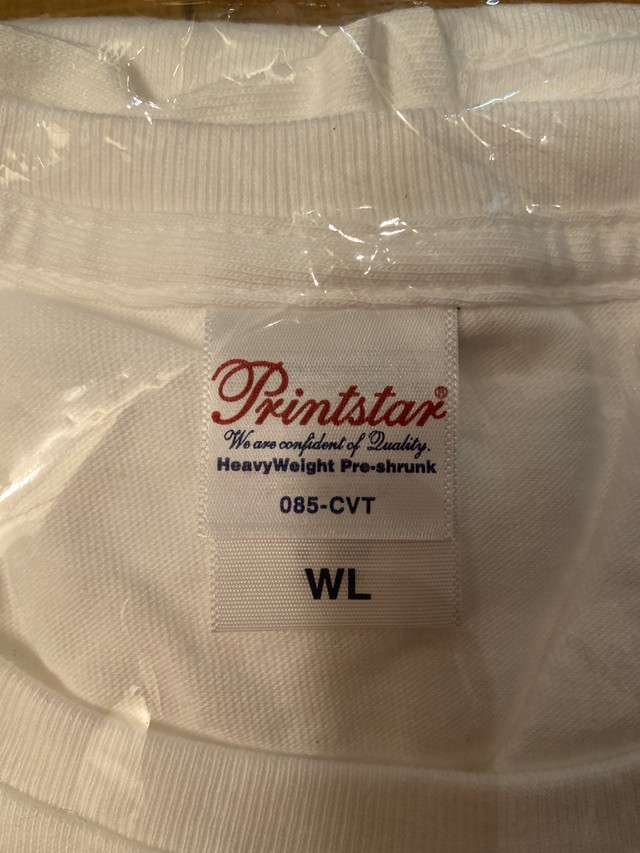 Printstar®
We are confident of Quality.
HeavyWeight Pre-shrunk
085-CVT
WL